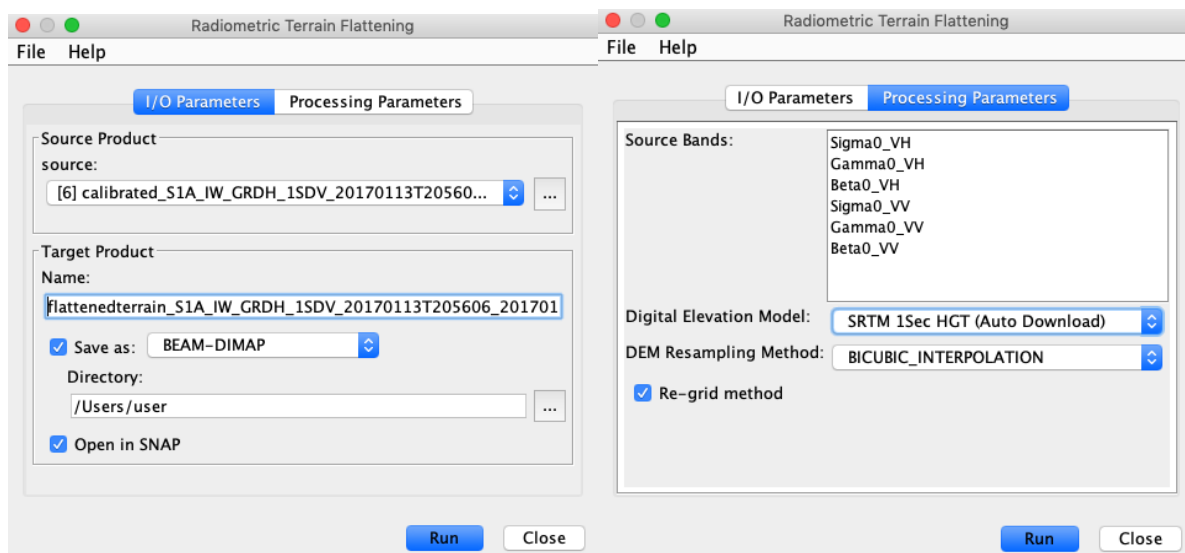 Radiometric Terrain Flattening
File Help
I/O Parameters Processing Parameters
Source Product
source:
[6] calibrated_S1A_IW_GRDH_1SDV_20170113T20560... ...
Target Product
Name:
flattenedterrain_S1A_IW_GRDH_1SDV_20170113T205606_201701
Save as: BEAM-DIMAP
Directory:
/Users/user ...
Open in SNAP
Run Close
Radiometric Terrain Flattening
File Help
I/O Parameters Processing Parameters
Source Bands: Sigma0_VH
Gamma0_VH
Beta0_VH
Sigma0_VV
Gamma0_VV
Beta0_VV
Digital Elevation Model: SRTM 1Sec HGT (Auto Download)
DEM Resampling Method: BICUBIC_INTERPOLATION
Re-grid method
Run Close